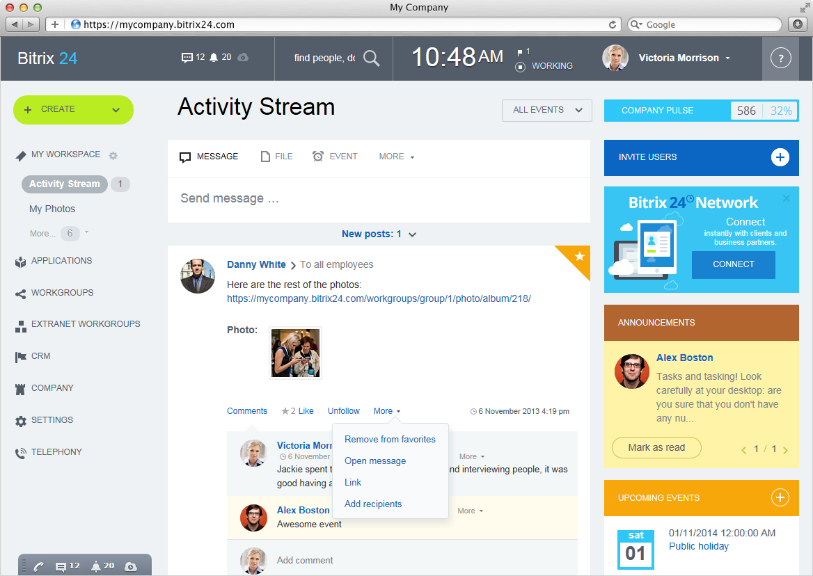 My Company
https://mycompany.bitrix24.com
Google
Bitrix 24
12
20
find people, dc
10:48 AM
1
WORKING
Victoria Morrison
?
CREATE
MY WORKSPACE
Activity Stream
1
My Photos
More...
6
APPLICATIONS
WORKGROUPS
EXTRANET WORKGROUPS
CRM
COMPANY
SETTINGS
TELEPHONY
12
20
Activity Stream
ALL EVENTS
MESSAGE
FILE
EVENT
MORE
Send message ...
New posts: 1
Danny White
To all employees
Here are the rest of the photos:
https://mycompany.bitrix24.com/workgroups/group/1/photo/album/218/
Photo:
Comments
2 Like
Unfollow
More
6 November 2013 4:19 pm
Remove from favorites
Open message
Link
Add recipients
Victoria Morr
6 November
More
Jackie spent t
nd interviewing people, it was
good having a
Alex Boston
More
Awesome event
Add comment
COMPANY PULSE
586
32%
INVITE USERS
Bitrix 24 Network
Connect
instantly with clients and
business partners.
CONNECT
ANNOUNCEMENTS
Alex Boston
Tasks and tasking! Look
carefully at your desktop: are
you sure that you don't have
any nu...
Mark as read
1 / 1
UPCOMING EVENTS
sat
01
01/11/2014 12:00:00 AM
Public holiday